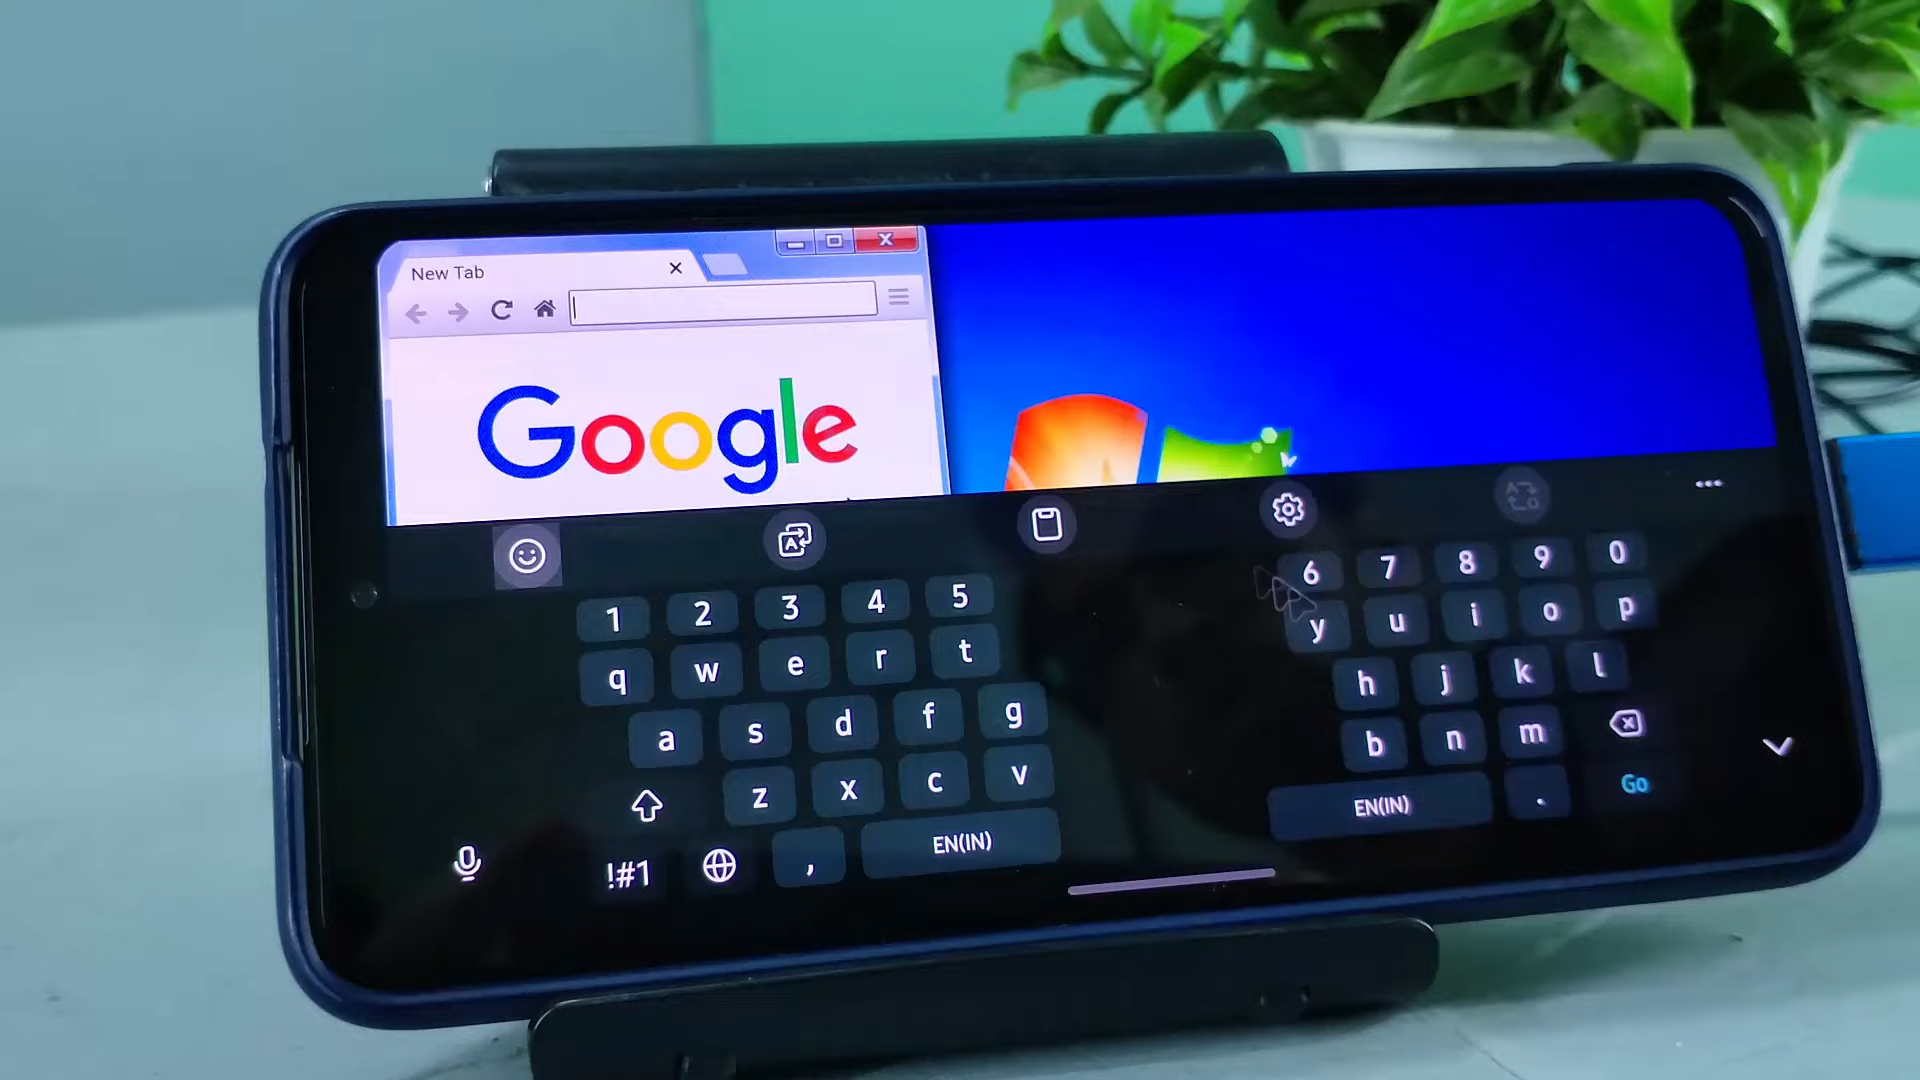 New Tab
Google
1 2 3 4 5 6 7 8 9 0
q w e r t y u i o p
a s d f g h j k l
z x c v b n m
!#1 , EN(IN) EN(IN) . Go